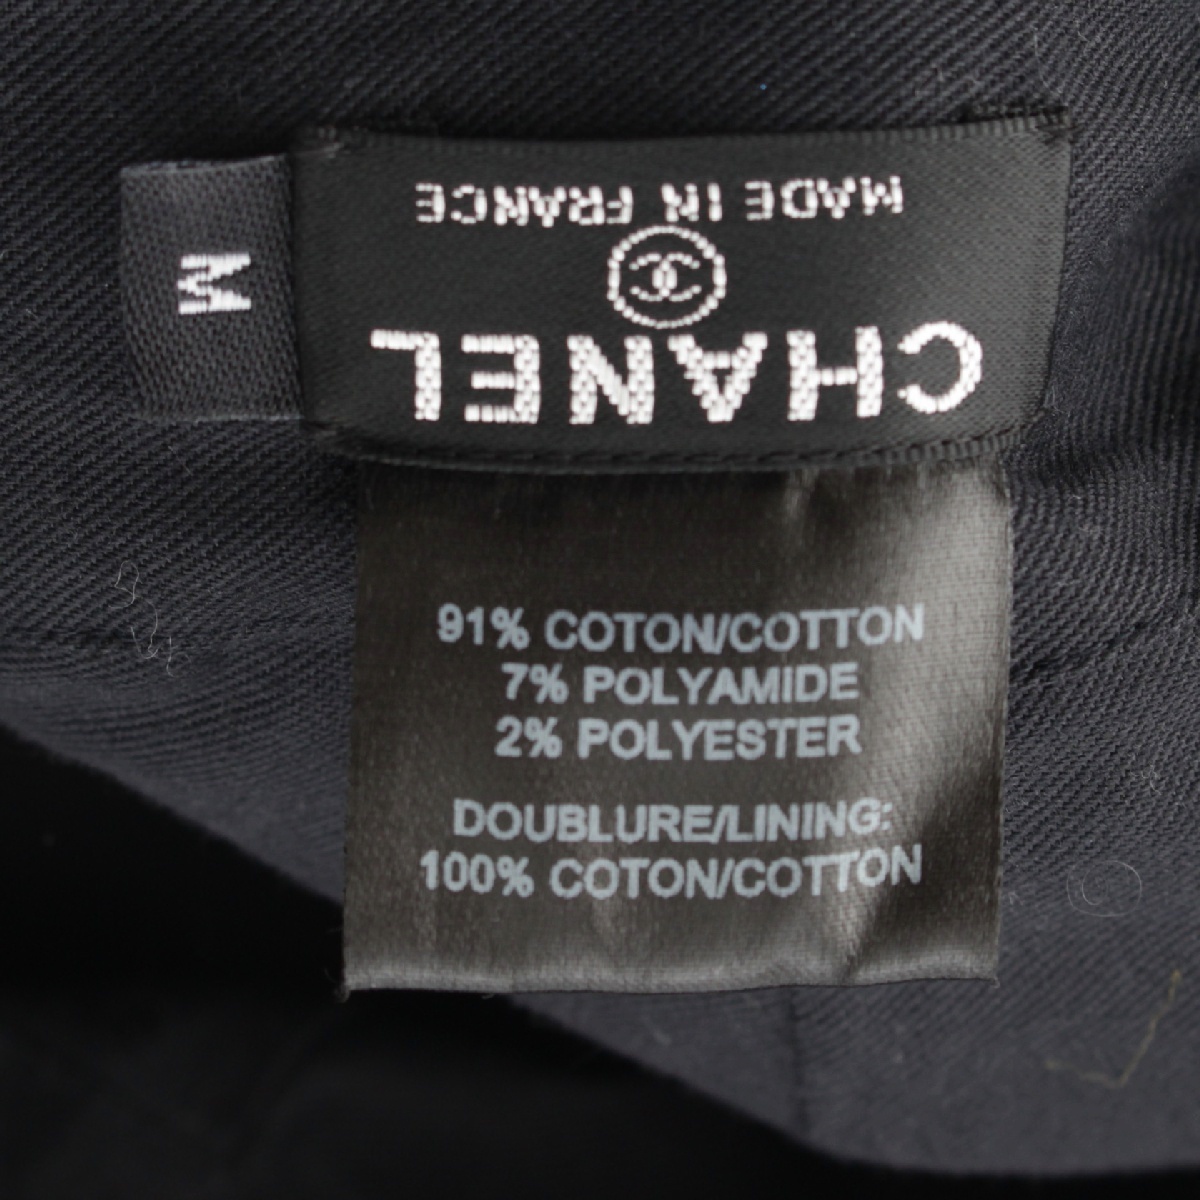 CHANEL
MADE IN FRANCE
M
91% COTON/COTTON
7% POLYAMIDE
2% POLYESTER
DOUBLURE/LINING:
100% COTON/COTTON